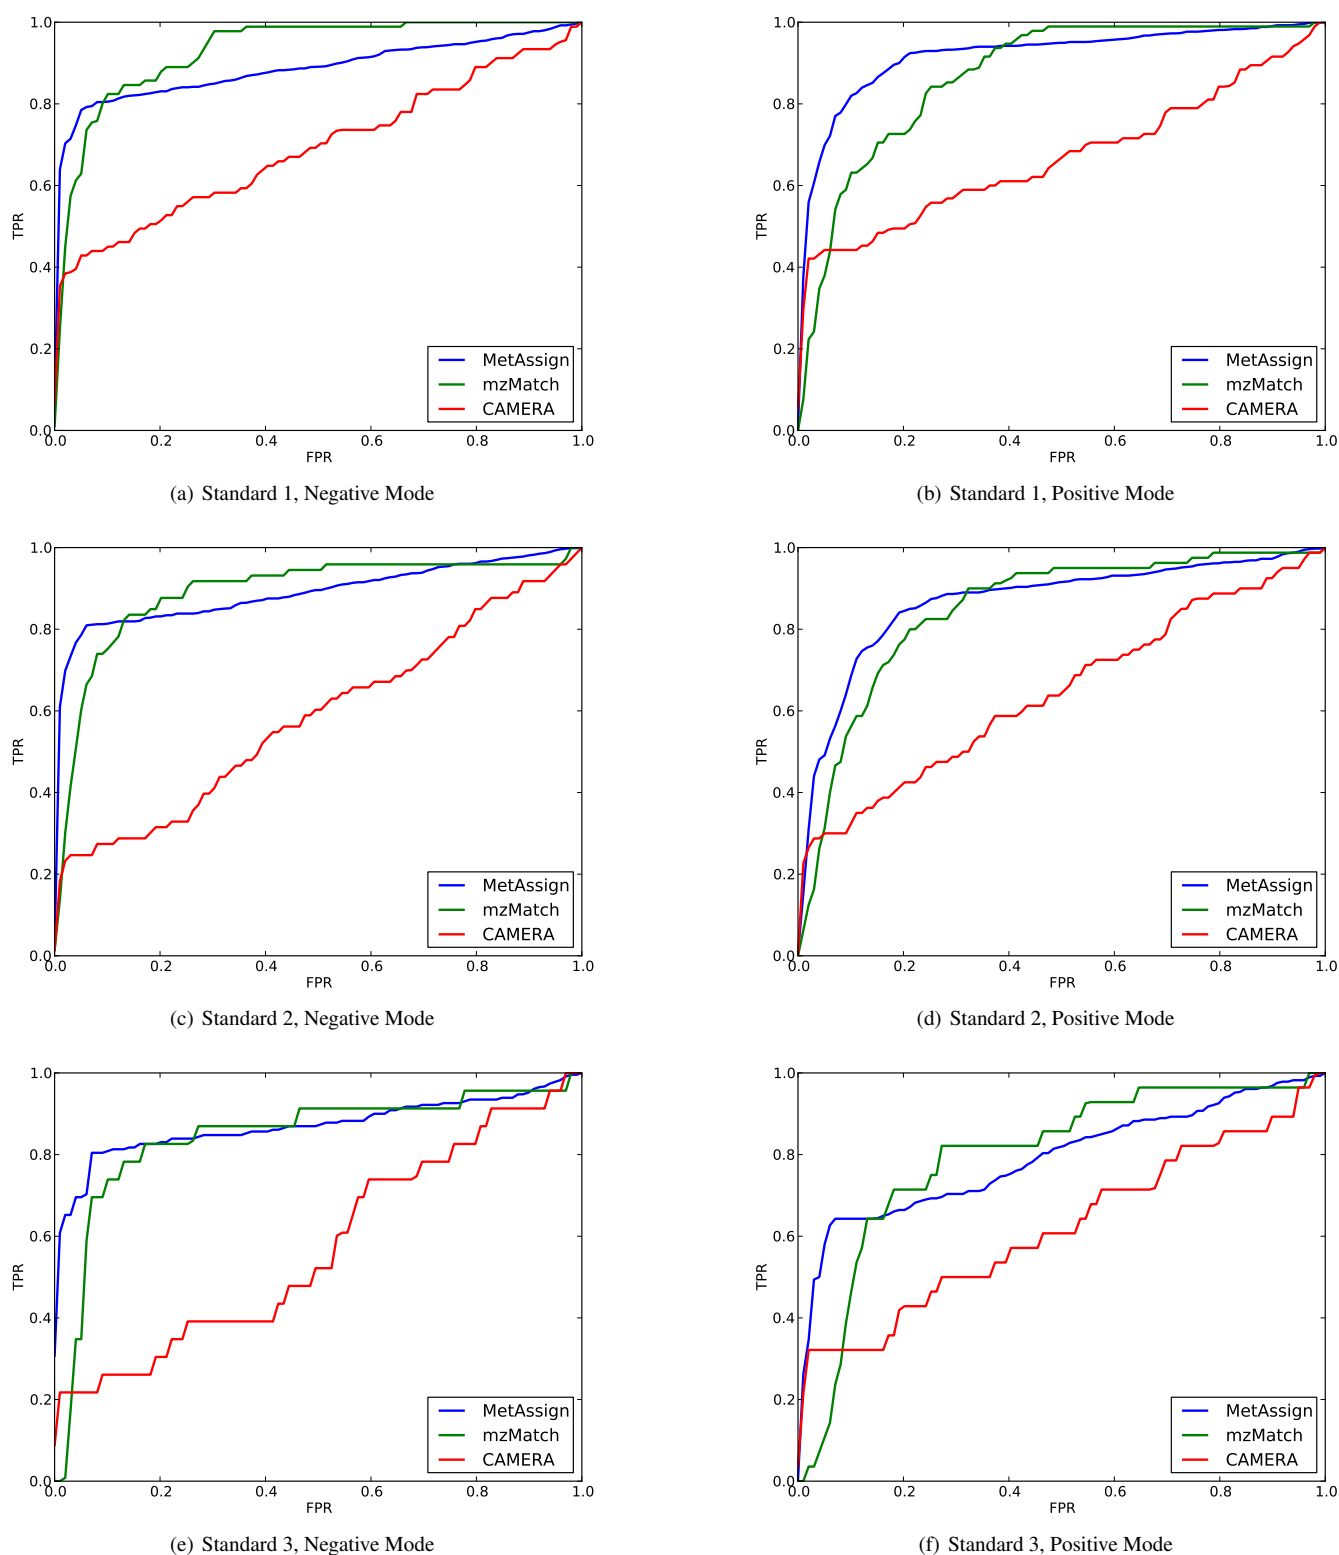 1.0
0.8
0.6
0.4
0.2
0.0
TPR
0.0 0.2 0.4 0.6 0.8 1.0
FPR
MetAssign
mzMatch
CAMERA
(a) Standard 1, Negative Mode
1.0
0.8
0.6
0.4
0.2
0.0
TPR
0.0 0.2 0.4 0.6 0.8 1.0
FPR
MetAssign
mzMatch
CAMERA
(b) Standard 1, Positive Mode
1.0
0.8
0.6
0.4
0.2
0.0
TPR
0.0 0.2 0.4 0.6 0.8 1.0
FPR
MetAssign
mzMatch
CAMERA
(c) Standard 2, Negative Mode
1.0
0.8
0.6
0.4
0.2
0.0
TPR
0.0 0.2 0.4 0.6 0.8 1.0
FPR
MetAssign
mzMatch
CAMERA
(d) Standard 2, Positive Mode
1.0
0.8
0.6
0.4
0.2
0.0
TPR
0.0 0.2 0.4 0.6 0.8 1.0
FPR
MetAssign
mzMatch
CAMERA
(e) Standard 3, Negative Mode
1.0
0.8
0.6
0.4
0.2
0.0
TPR
0.0 0.2 0.4 0.6 0.8 1.0
FPR
MetAssign
mzMatch
CAMERA
(f) Standard 3, Positive Mode